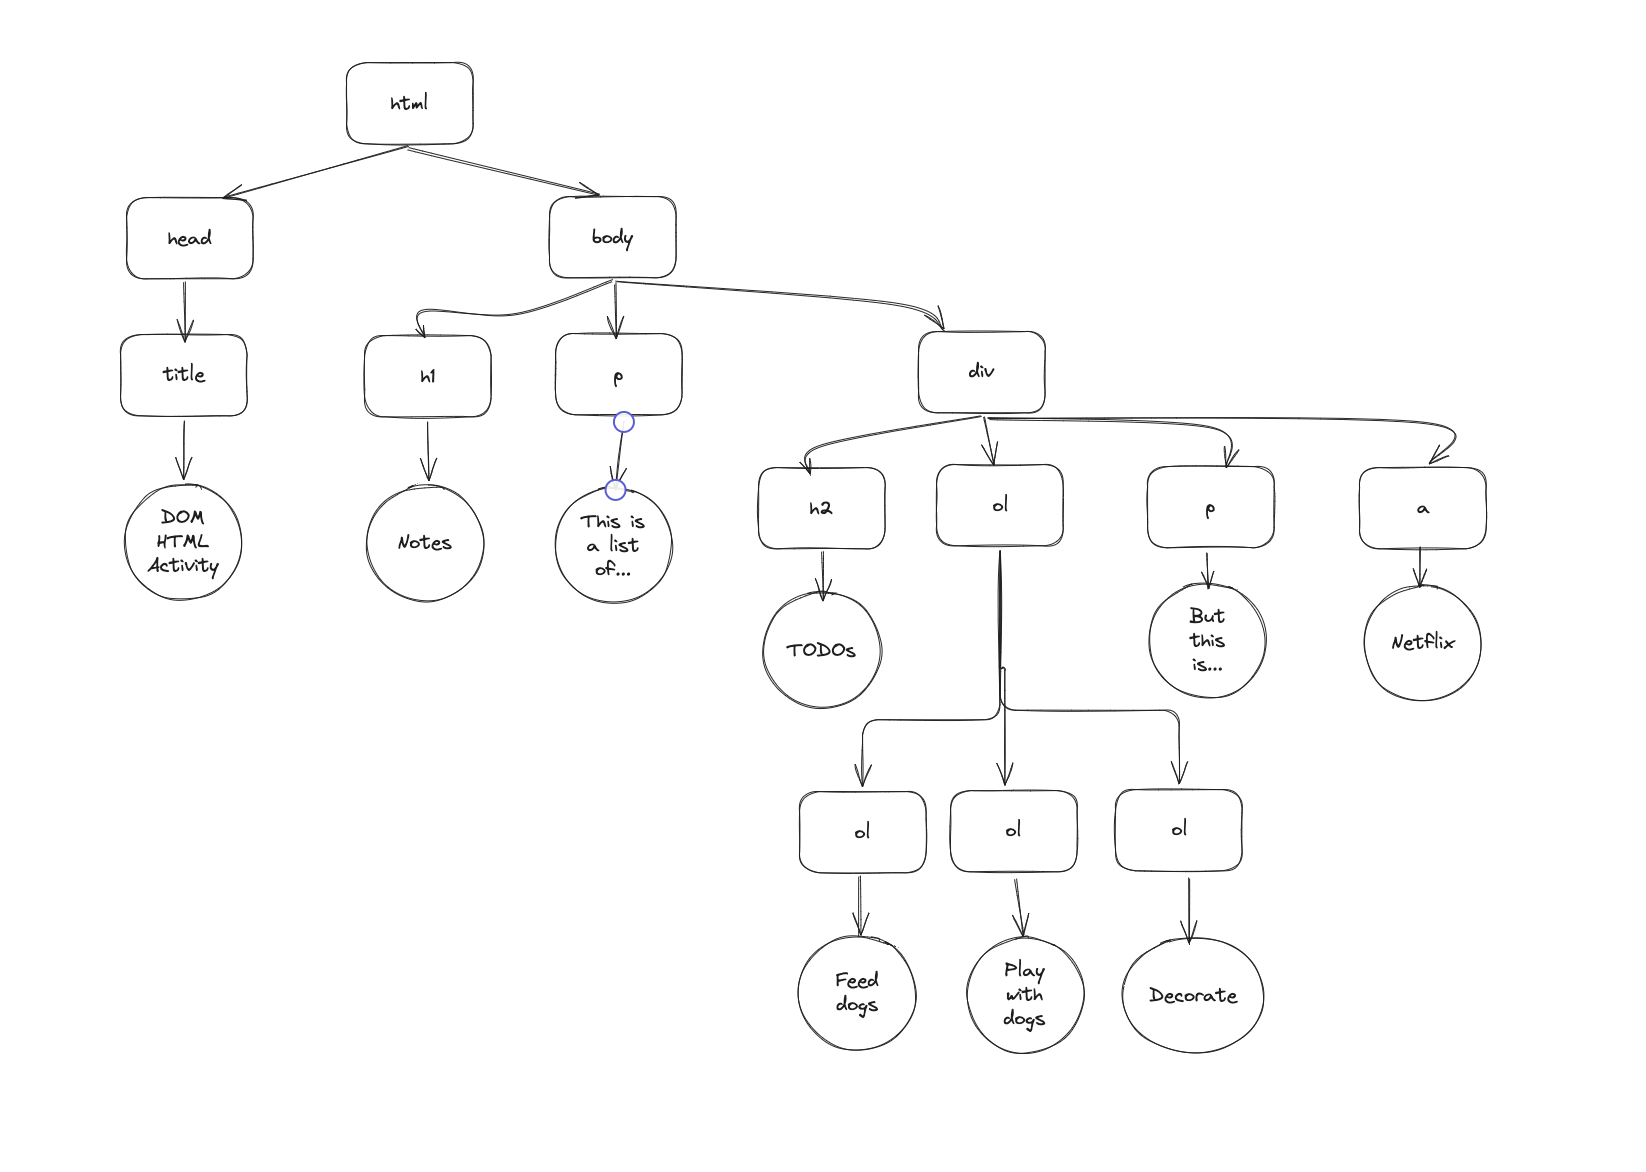 html
head
body
title
h1
p
div
h2
ol
p
a
DOM
HTML
Activity
Notes
This is
a list
of...
TODOs
But
this
is...
Netflix
ol
ol
ol
Feed
dogs
Play
with
dogs
Decorate